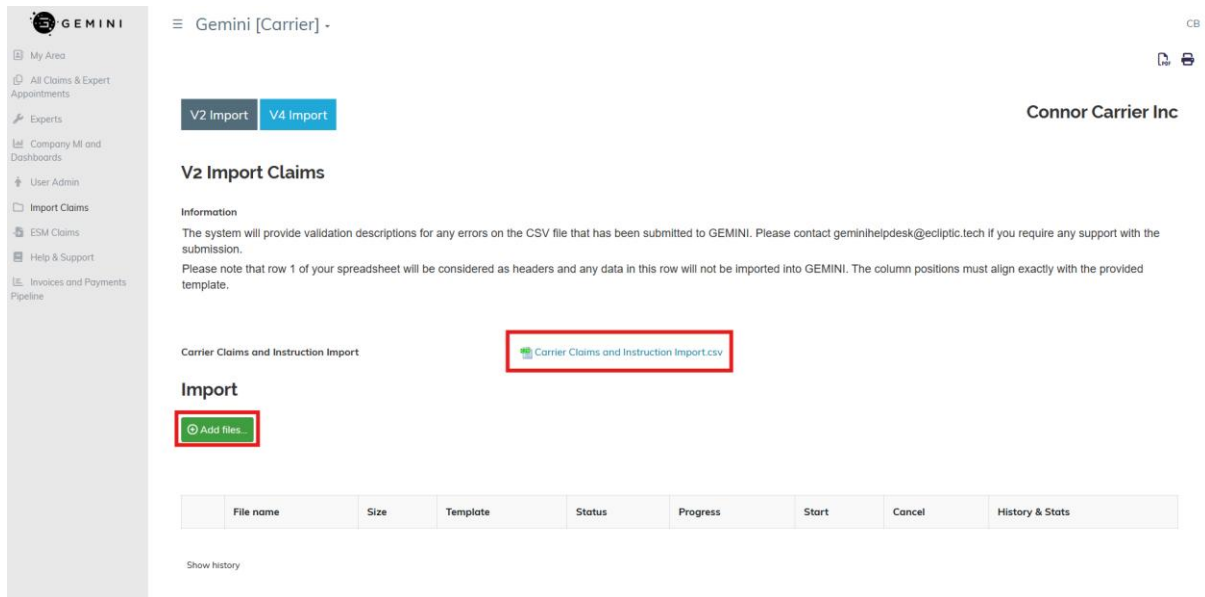 GEMINI
Gemini [Carrier]
CB
My Area
All Claims & Expert
Appointments
Experts
Company MI and
Dashboards
User Admin
Import Claims
ESM Claims
Help & Support
Invoices and Payments
Pipeline
PDF
V2 Import
V4 Import
Connor Carrier Inc
V2 Import Claims
Information
The system will provide validation descriptions for any errors on the CSV file that has been submitted to GEMINI. Please contact geminihelpdesk@ecliptic.tech if you require any support with the
submission.
Please note that row 1 of your spreadsheet will be considered as headers and any data in this row will not be imported into GEMINI. The column positions must align exactly with the provided
template.
Carrier Claims and Instruction Import
Carrier Claims and Instruction Import.csv
Import
Add files...
File name Size Template Status Progress Start Cancel History & Stats
Show history